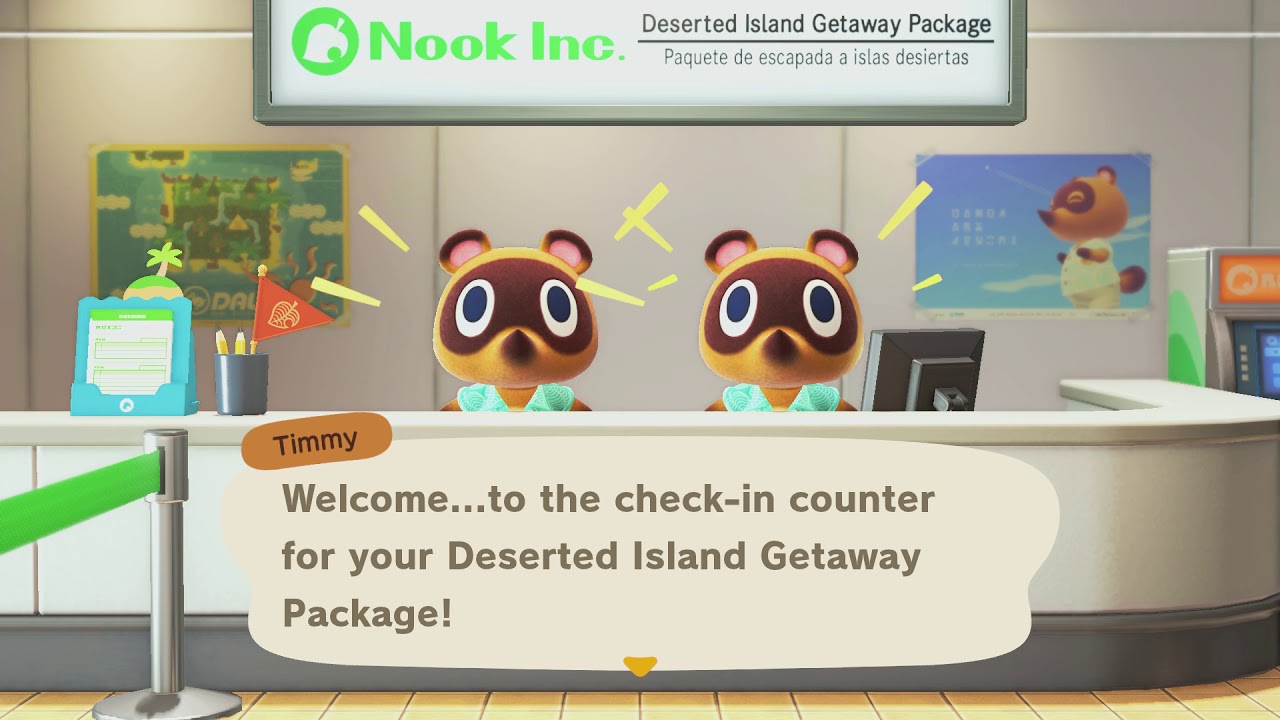 Nook Inc.
Deserted Island Getaway Package
Paquete de escapada a islas desiertas
Timmy
Welcome...to the check-in counter
for your Deserted Island Getaway
Package!